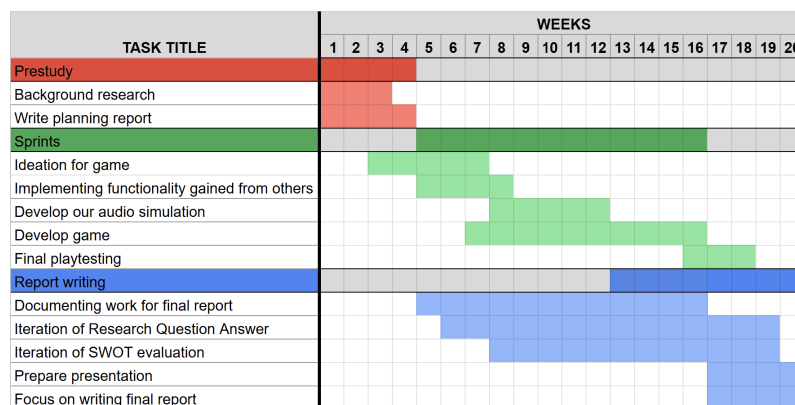 WEEKS
TASK TITLE 1 2 3 4 5 6 7 8 9 10 11 12 13 14 15 16 17 18 19 20
Prestudy
Background research
Write planning report
Sprints
Ideation for game
Implementing functionality gained from others
Develop our audio simulation
Develop game
Final playtesting
Report writing
Documenting work for final report
Iteration of Research Question Answer
Iteration of SWOT evaluation
Prepare presentation
Focus on writing final report